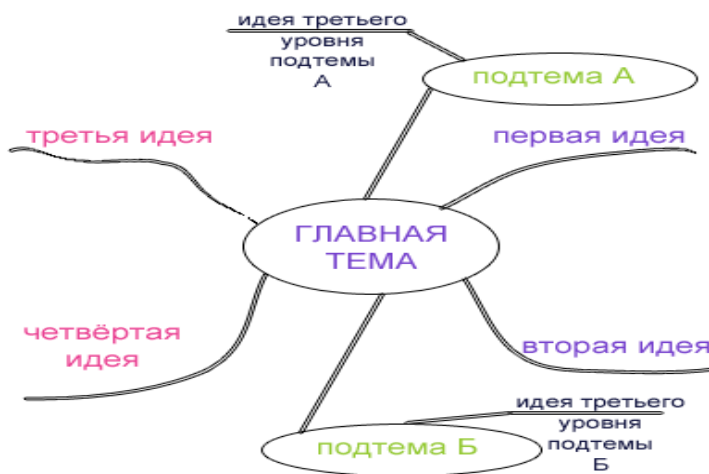 идея третьего
уровня
подтемы
А
подтема А
третья идея
первая идея
ГЛАВНАЯ
ТЕМА
четвёртая
идея
вторая идея
идея третьего
уровня
подтемы
Б
подтема Б